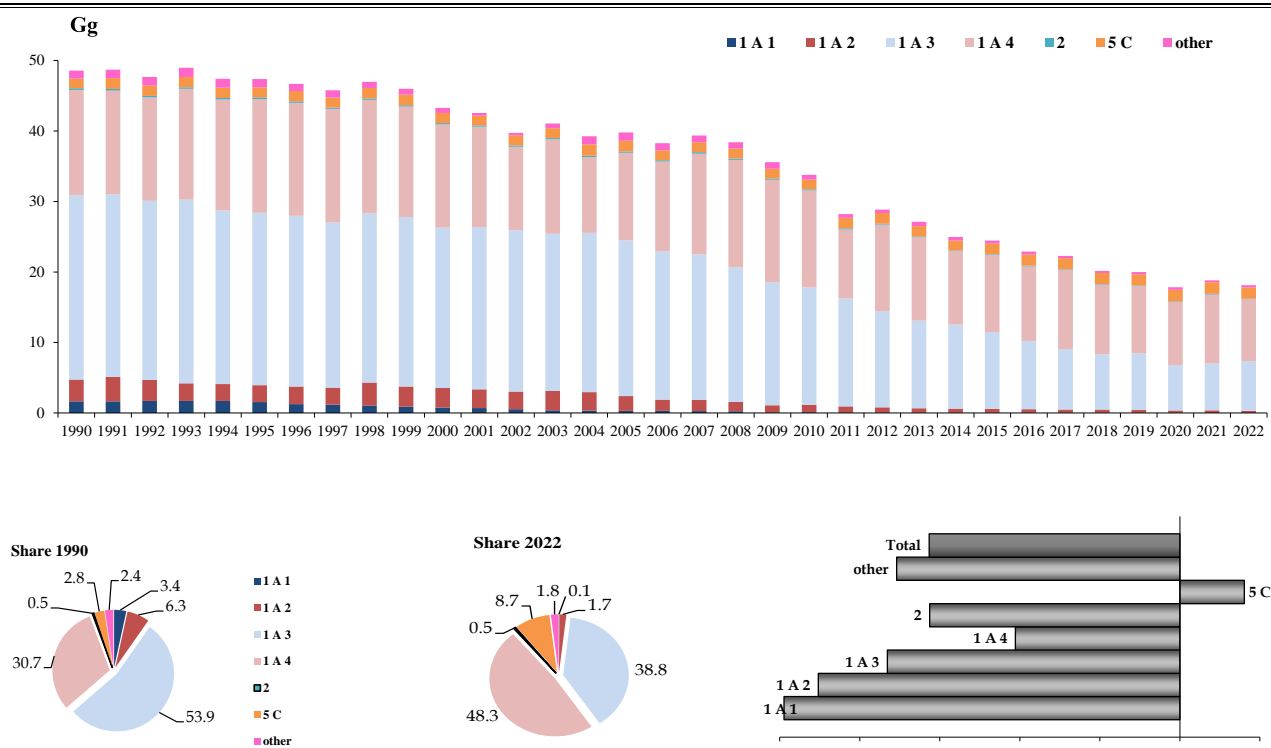 Gg
1 A 1 1 A 2 1 A 3 1 A 4 2 5 C other
50
40
30
20
10
0
1990 1991 1992 1993 1994 1995 1996 1997 1998 1999 2000 2001 2002 2003 2004 2005 2006 2007 2008 2009 2010 2011 2012 2013 2014 2015 2016 2017 2018 2019 2020 2021 2022
Share 1990
2.8 2.4 3.4
0.5 6.3
30.7
53.9
1 A 1
1 A 2
1 A 3
1 A 4
2
5 C
other
Share 2022
8.7 1.8 0.1
0.5 1.7
38.8
48.3
Total
other
5 C
2
1 A 4
1 A 3
1 A 2
1 A 1